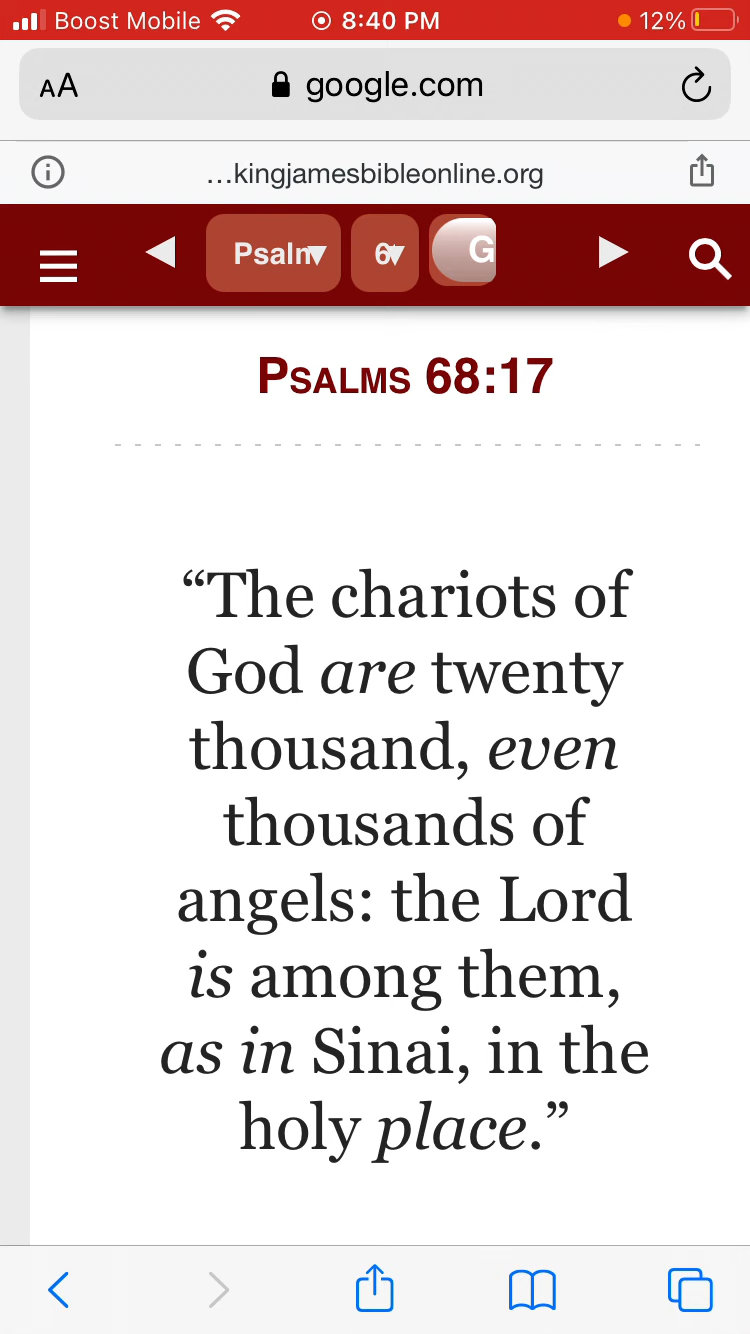 Boost Mobile 8:40 PM 12%
AA google.com
...kingjamesbibleonline.org
Psaln 6 G
PSALMS 68:17
“The chariots of
God are twenty
thousand, even
thousands of
angels: the Lord
is among them,
as in Sinai, in the
holy place.”